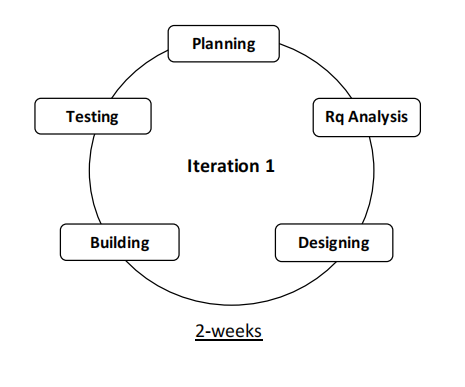 Planning
Testing
Rq Analysis
Iteration 1
Building
Designing
2-weeks